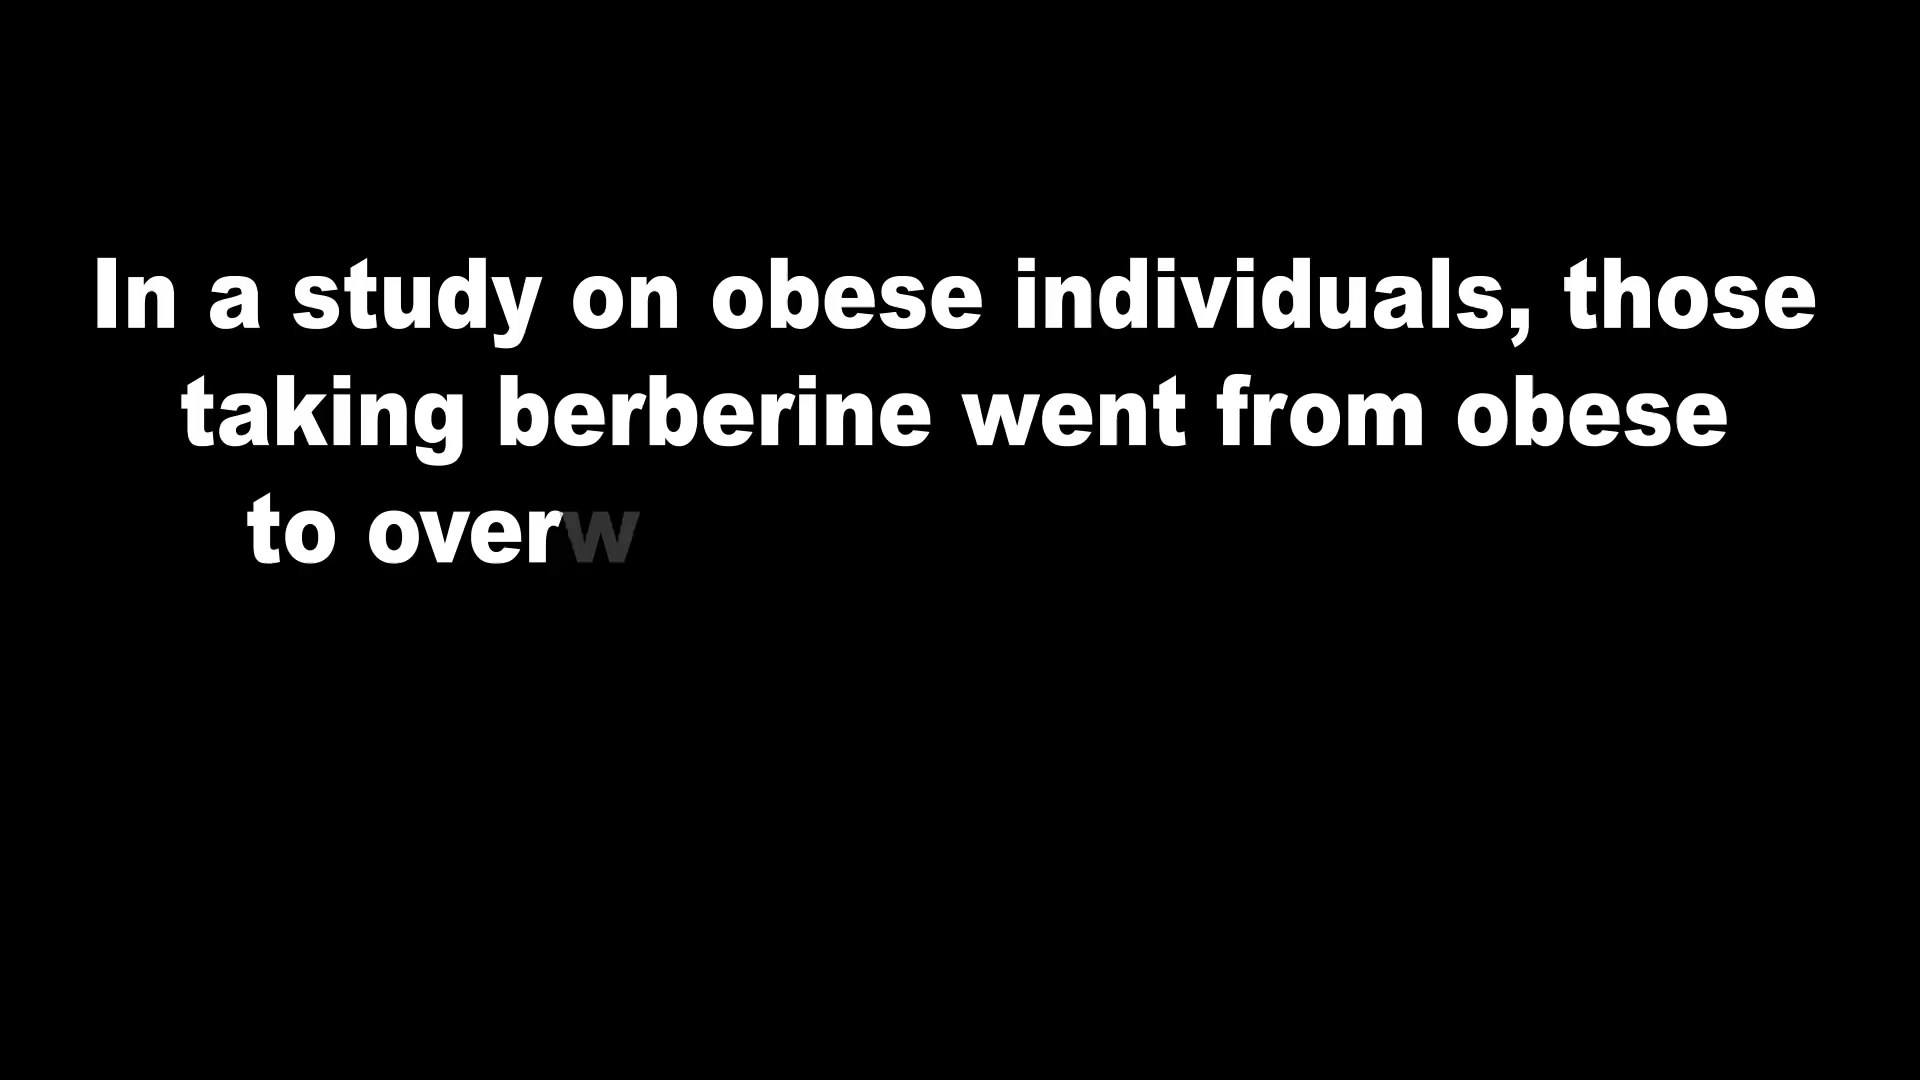 In a study on obese individuals, those
taking berberine went from obese
to overw